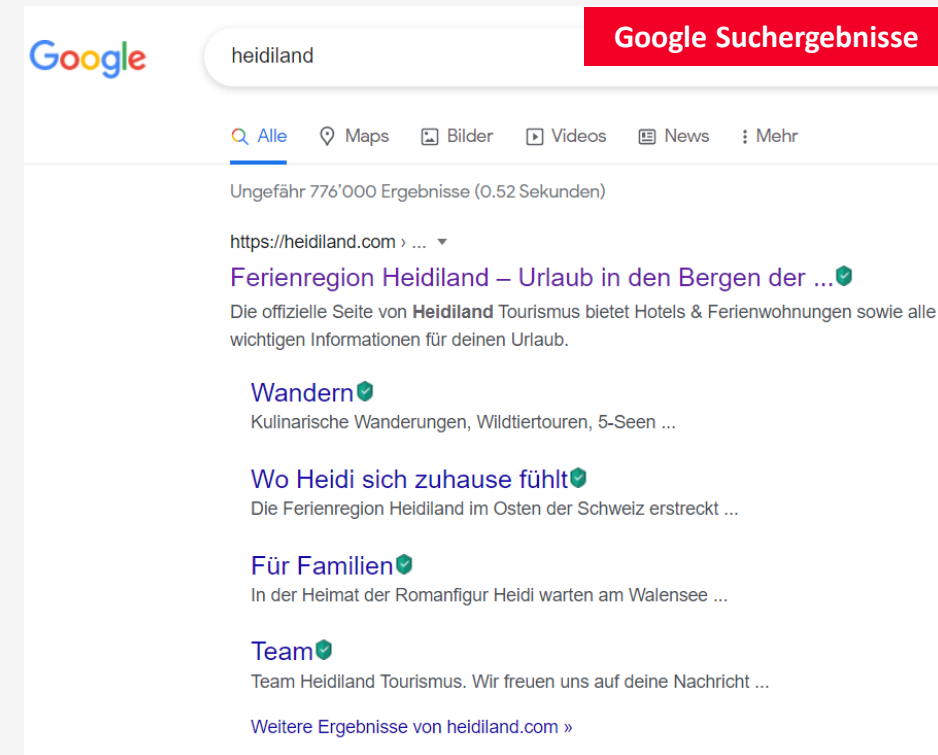 Google Suchergebnisse
Google
heidiland
Alle Maps Bilder Videos News Mehr
Ungefähr 776'000 Ergebnisse (0.52 Sekunden)
https://heidiland.com › ...
Ferienregion Heidiland – Urlaub in den Bergen der ...
Die offizielle Seite von Heidiland Tourismus bietet Hotels & Ferienwohnungen sowie alle
wichtigen Informationen für deinen Urlaub.
Wandern
Kulinarische Wanderungen, Wildtiertouren, 5-Seen ...
Wo Heidi sich zuhause fühlt
Die Ferienregion Heidiland im Osten der Schweiz erstreckt ...
Für Familien
In der Heimat der Romanfigur Heidi warten am Walensee ...
Team
Team Heidiland Tourismus. Wir freuen uns auf deine Nachricht ...
Weitere Ergebnisse von heidiland.com »